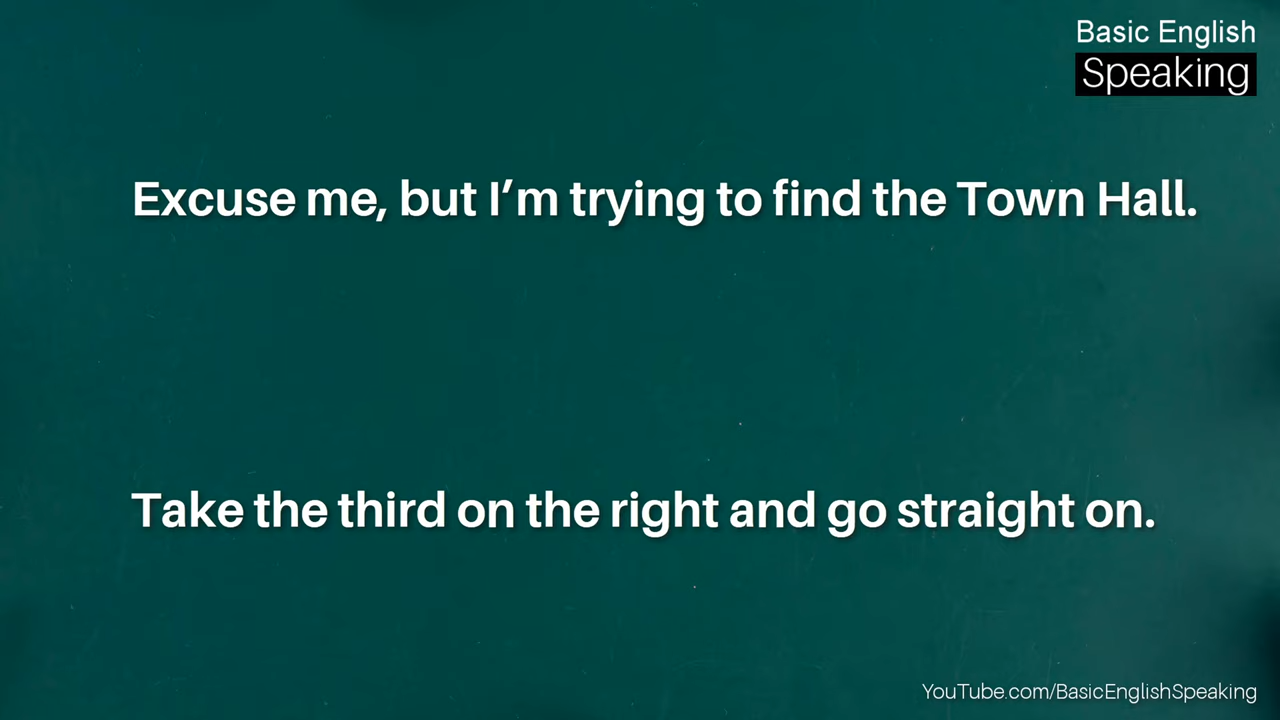 Basic English
Speaking
Excuse me, but I’m trying to find the Town Hall.
Take the third on the right and go straight on.
YouTube.com/BasicEnglishSpeaking